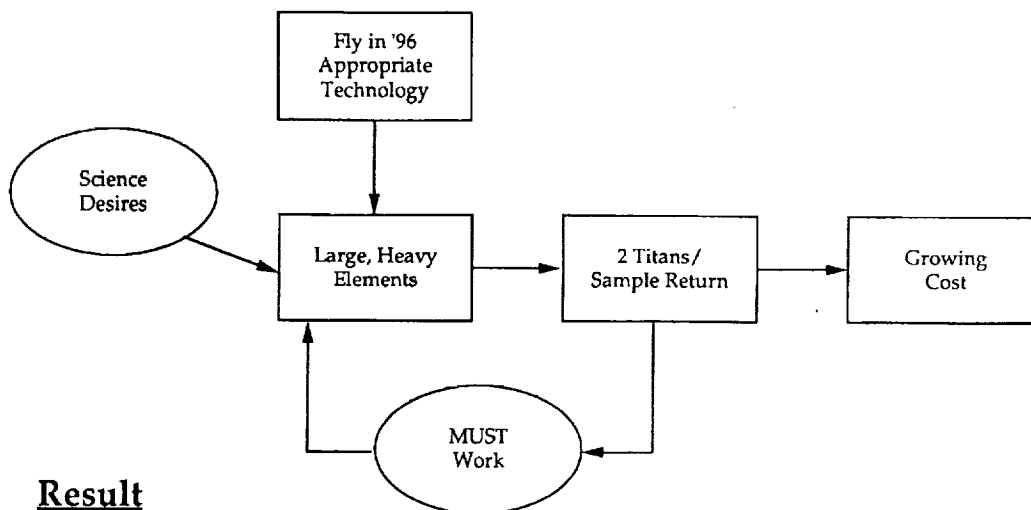 Fly in '96
Appropriate
Technology
Science
Desires
Large, Heavy
Elements
2 Titans/
Sample Return
Growing
Cost
MUST
Work
Result